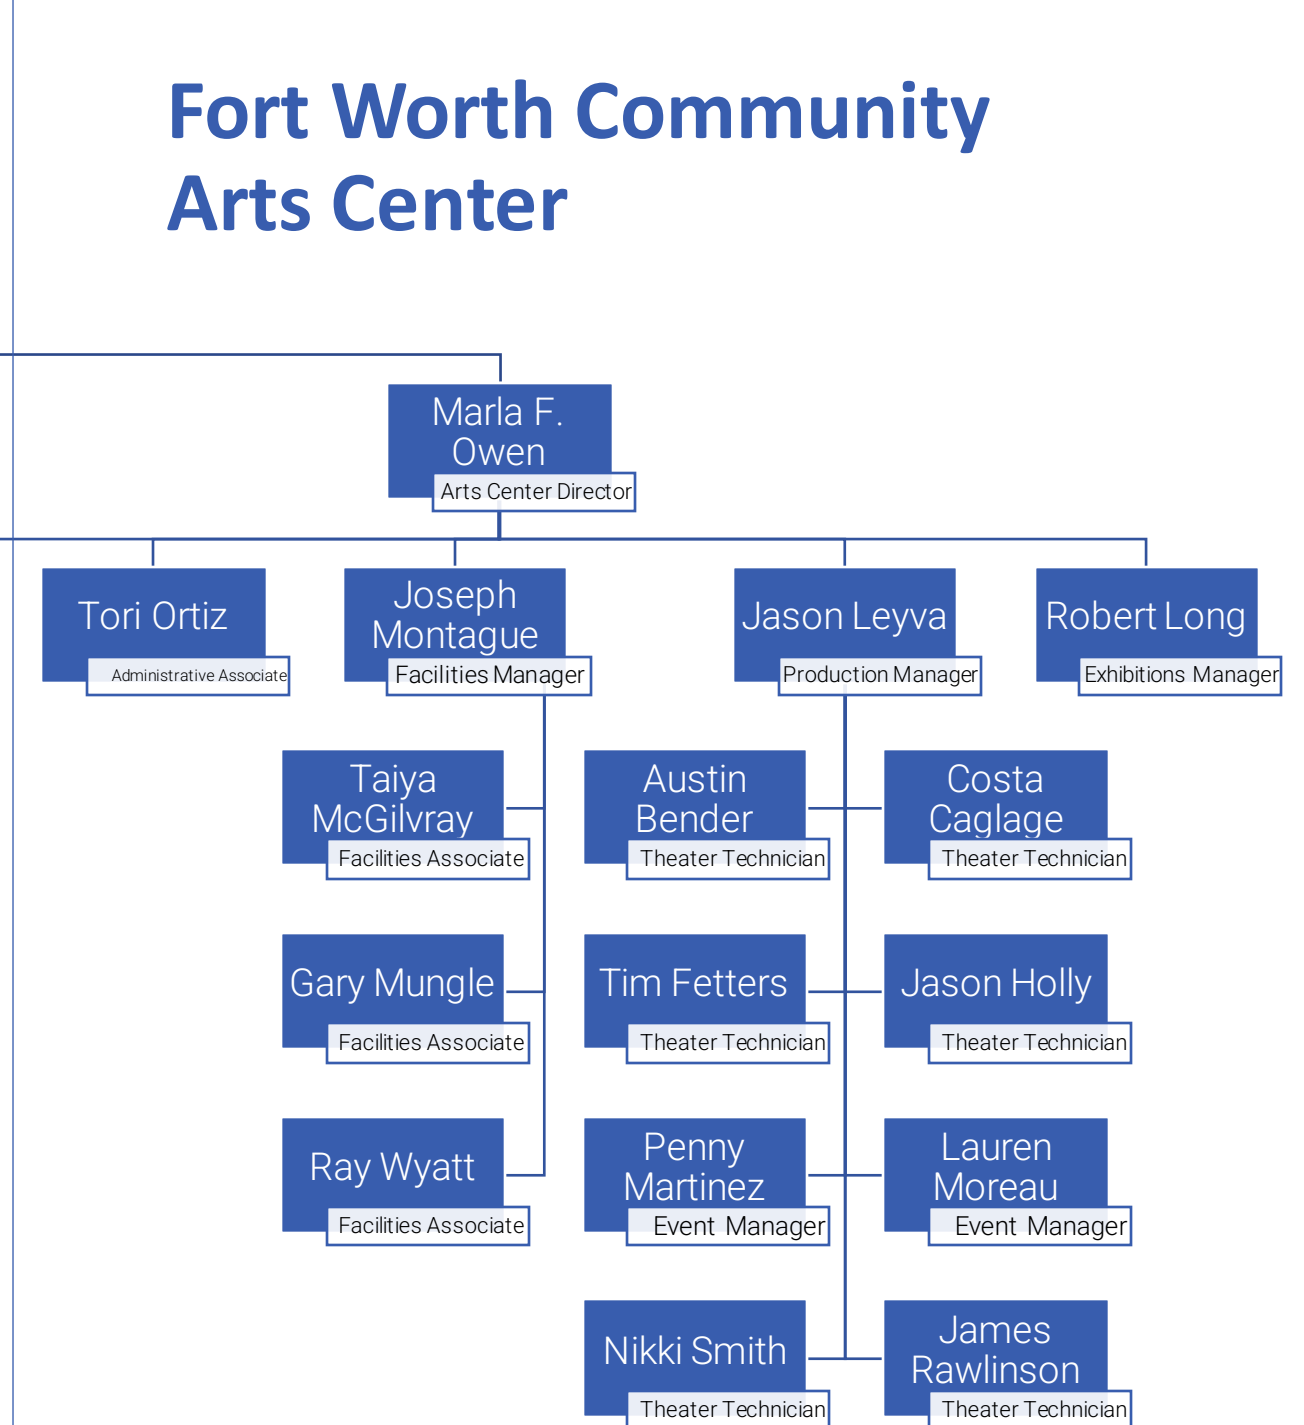 Fort Worth Community
Arts Center
Marla F.
Owen
Arts Center Director
Tori Ortiz
Administrative Associate
Joseph
Montague
Facilities Manager
Jason Leyva
Production Manager
Robert Long
Exhibitions Manager
Taiya
McGilvray
Facilities Associate
Austin
Bender
Theater Technician
Costa
Caglage
Theater Technician
Gary Mungle
Facilities Associate
Tim Fetters
Theater Technician
Jason Holly
Theater Technician
Ray Wyatt
Facilities Associate
Penny
Martinez
Event Manager
Lauren
Moreau
Event Manager
Nikki Smith
Theater Technician
James
Rawlinson
Theater Technician